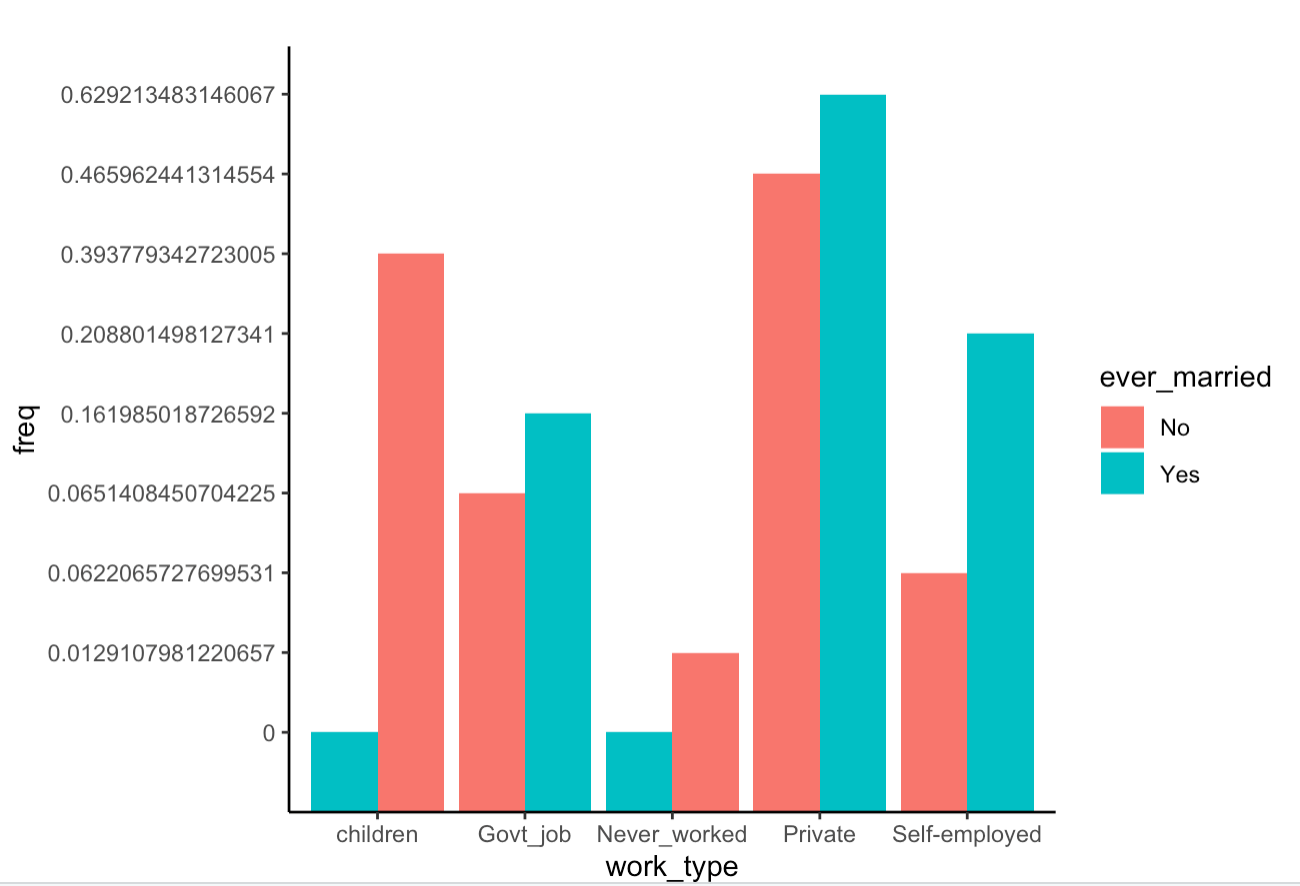 0.629213483146067
0.465962441314554
0.393779342723005
0.208801498127341
0.161985018726592
0.0651408450704225
0.0622065727699531
0.0129107981220657
0
freq
children Govt_job Never_worked Private Self-employed
work_type
ever_married
No
Yes